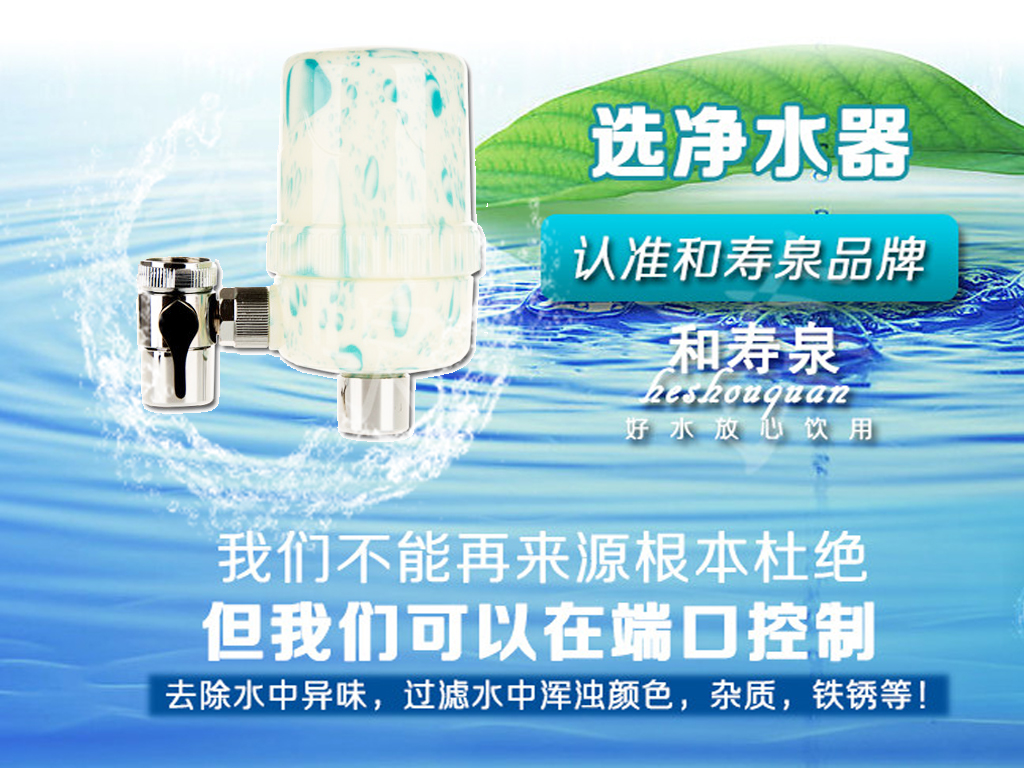 选净水器
认准和寿泉品牌
和寿泉
heshouquan
好水放心饮用
我们不能再来源根本杜绝
但我们可以在端口控制
去除水中异味，过滤水中浑浊颜色，杂质，铁锈等！